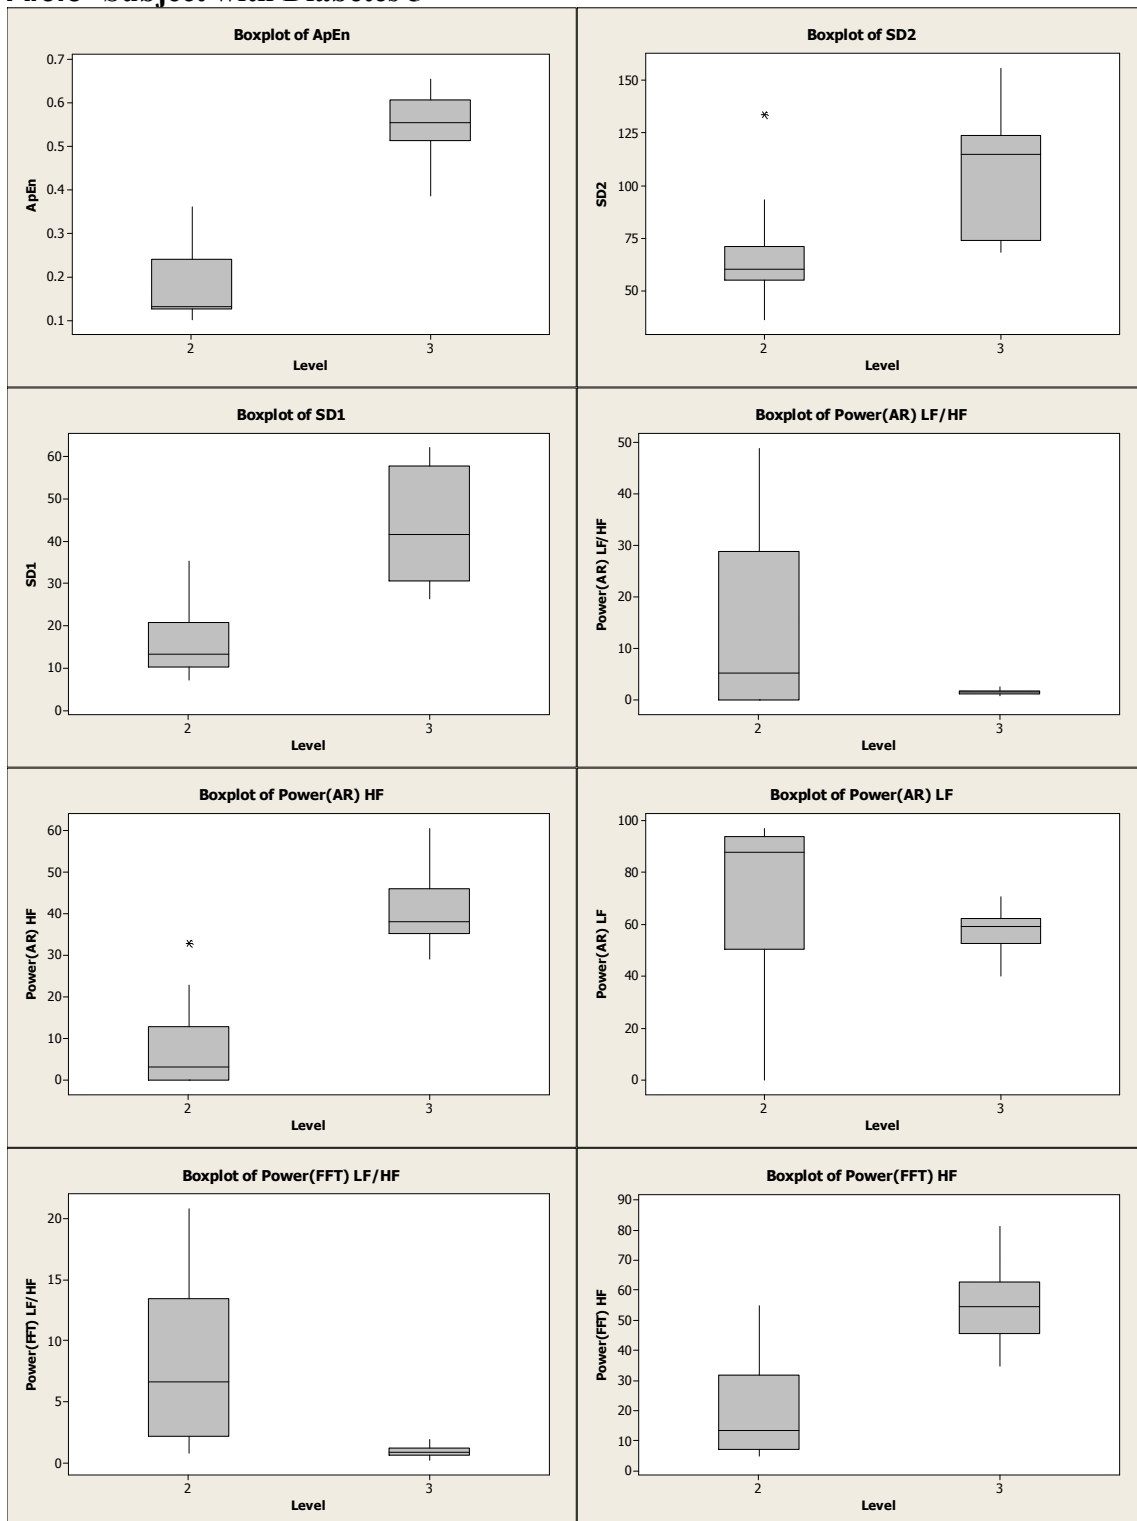 Subject with Diabetes
Boxplot of ApEn
0.7
0.6
0.5
0.4
0.3
0.2
0.1
ApEn
2 3
Level
Boxplot of SD2
150
125
100
75
50
SD2
2 3
Level
Boxplot of SD1
60
50
40
30
20
10
0
SD1
2 3
Level
Boxplot of Power(AR) LF/HF
50
40
30
20
10
0
Power(AR) LF/HF
2 3
Level
Boxplot of Power(AR) HF
60
50
40
30
20
10
0
Power(AR) HF
2 3
Level
Boxplot of Power(AR) LF
100
80
60
40
20
0
Power(AR) LF
2 3
Level
Boxplot of Power(FFT) LF/HF
20
15
10
5
0
Power(FFT) LF/HF
2 3
Level
Boxplot of Power(FFT) HF
90
80
70
60
50
40
30
20
10
0
Power(FFT) HF
2 3
Level